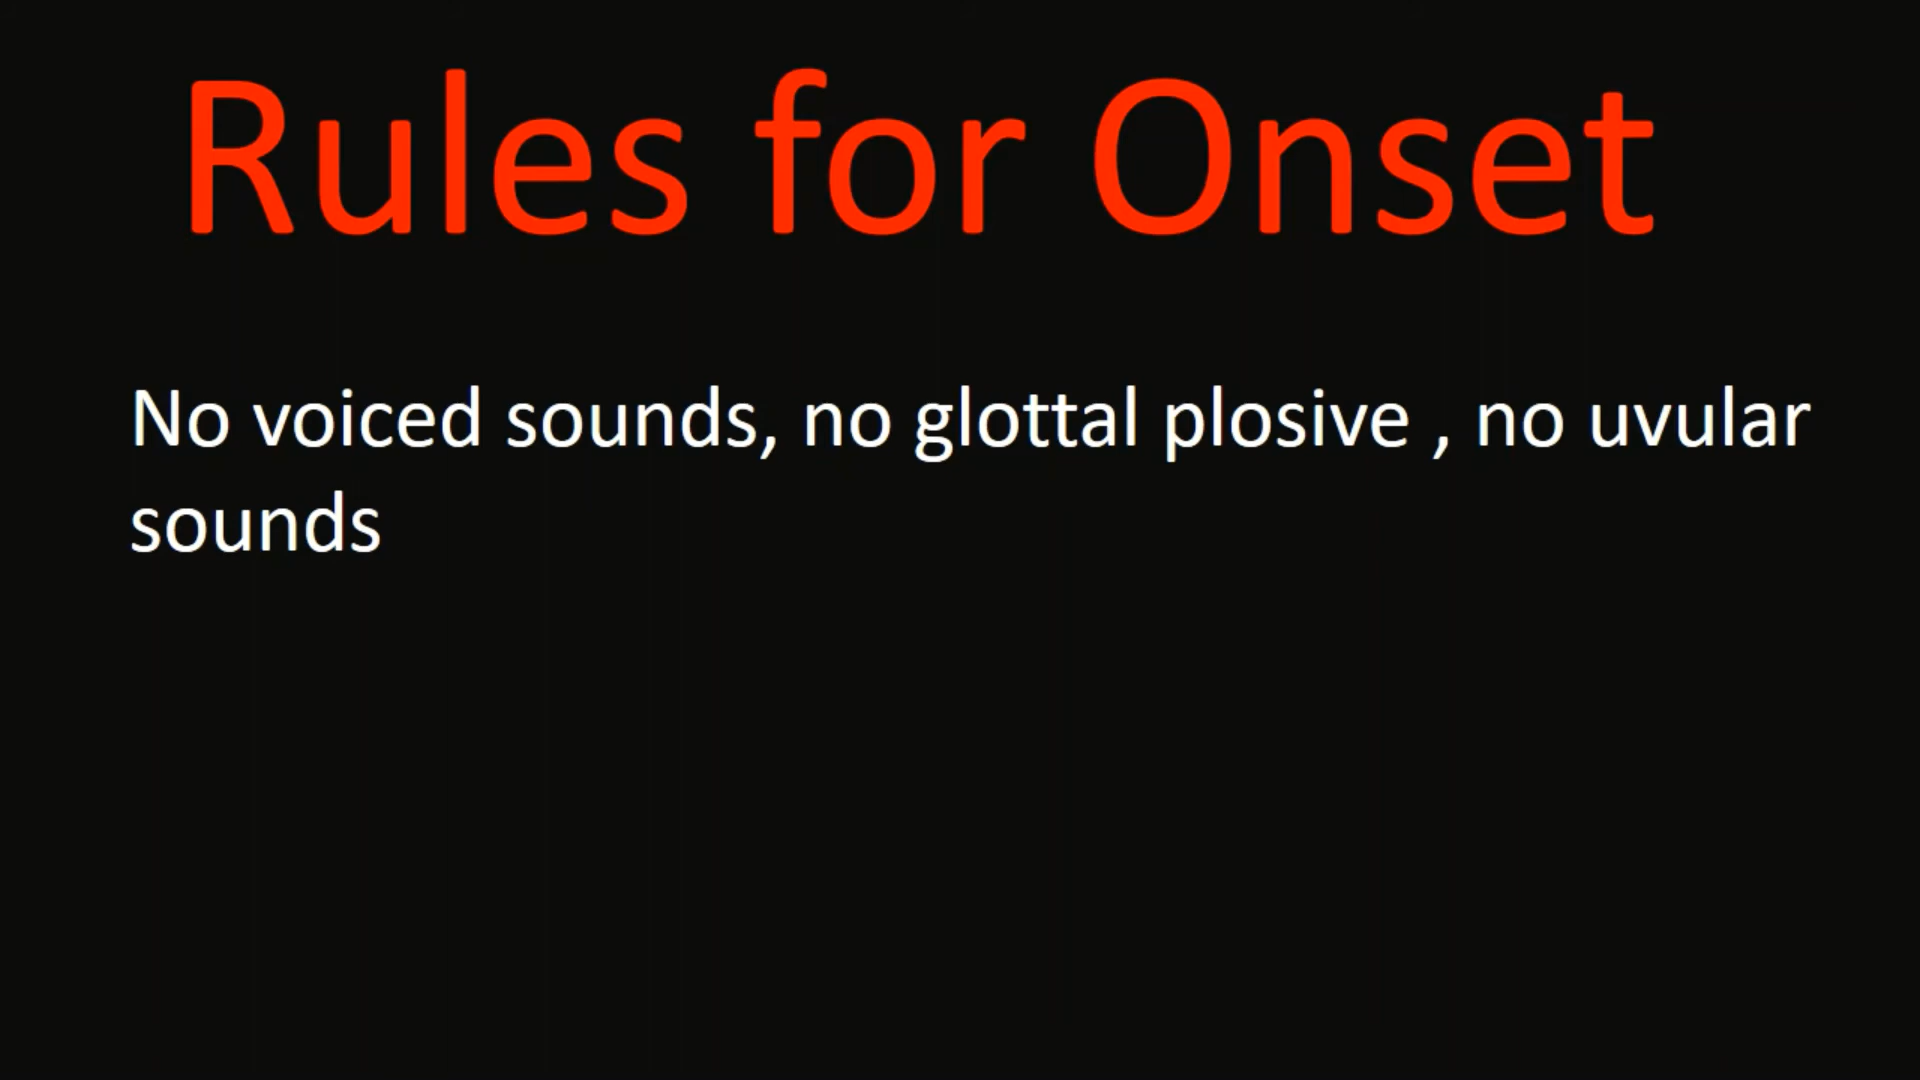 Rules for Onset
No voiced sounds, no glottal plosive , no uvular
sounds